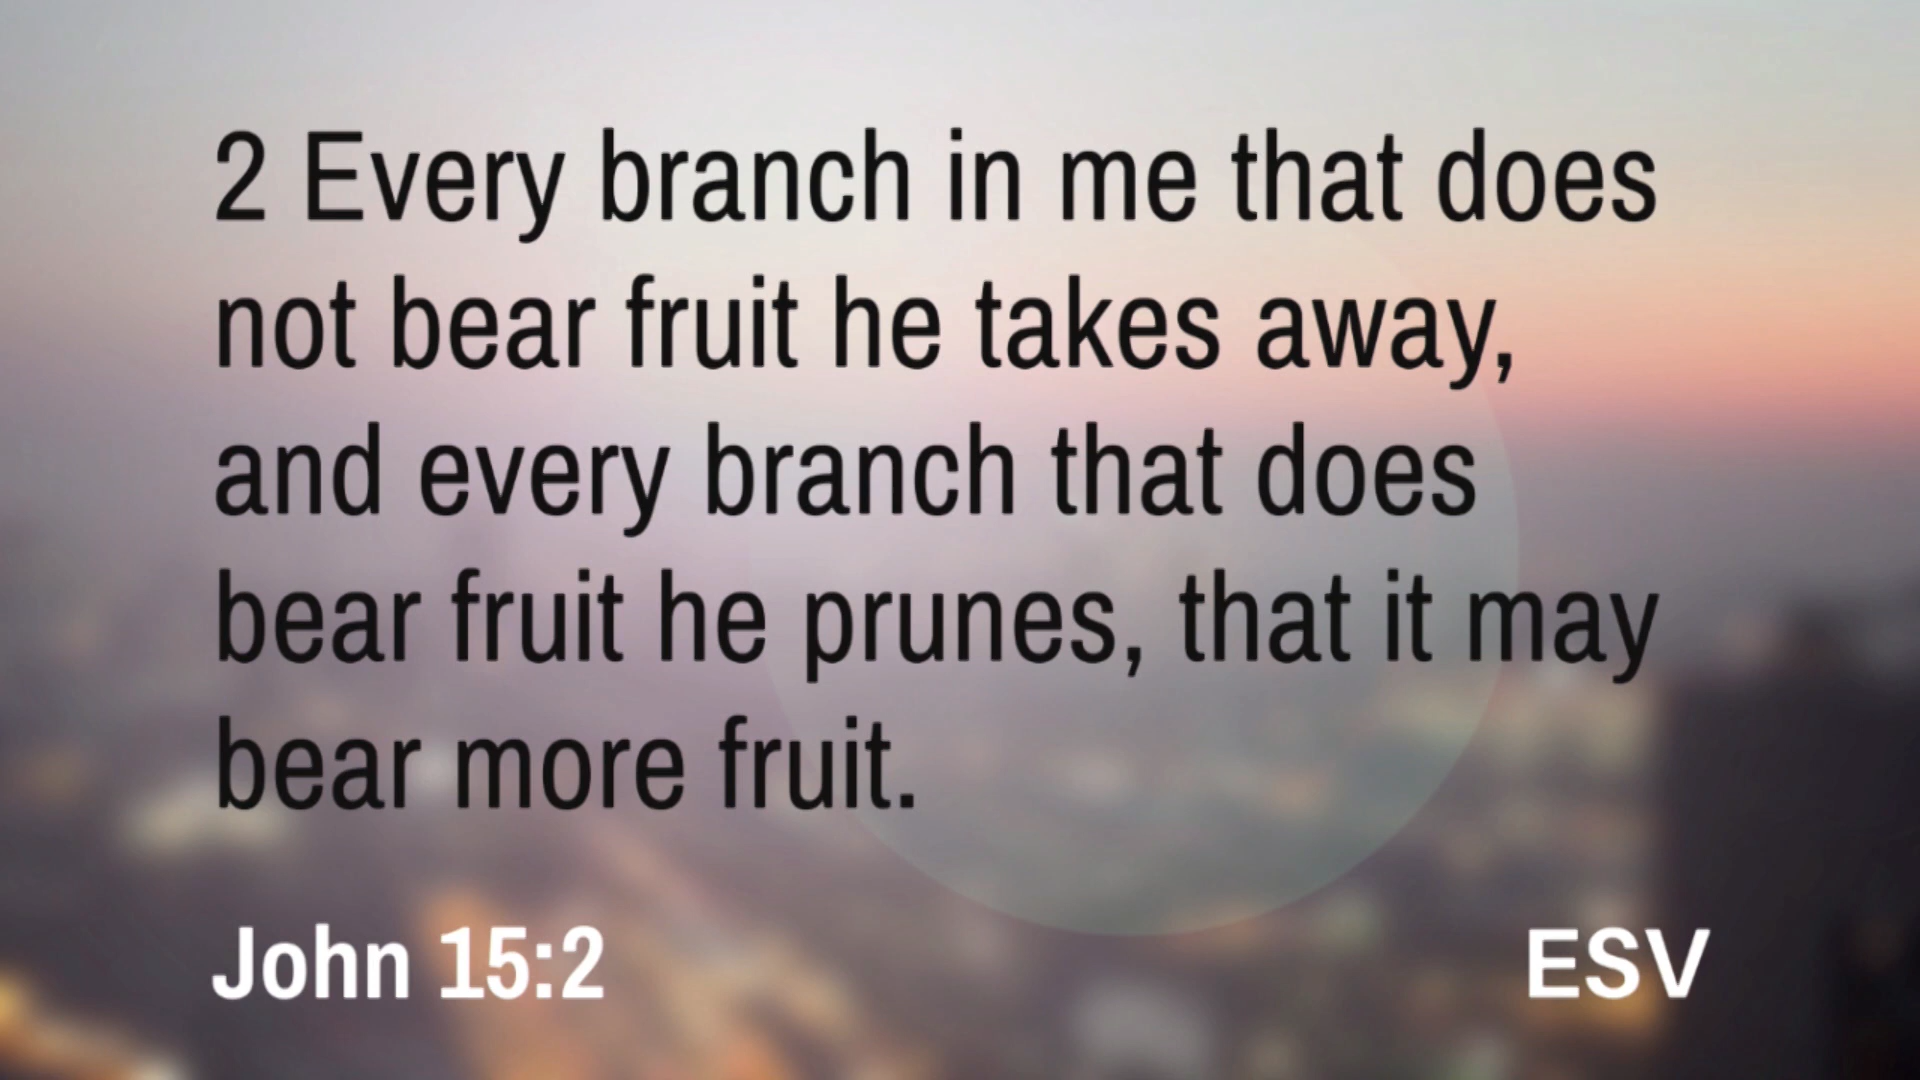 2 Every branch in me that does
not bear fruit he takes away,
and every branch that does
bear fruit he prunes, that it may
bear more fruit.
John 15:2
ESV